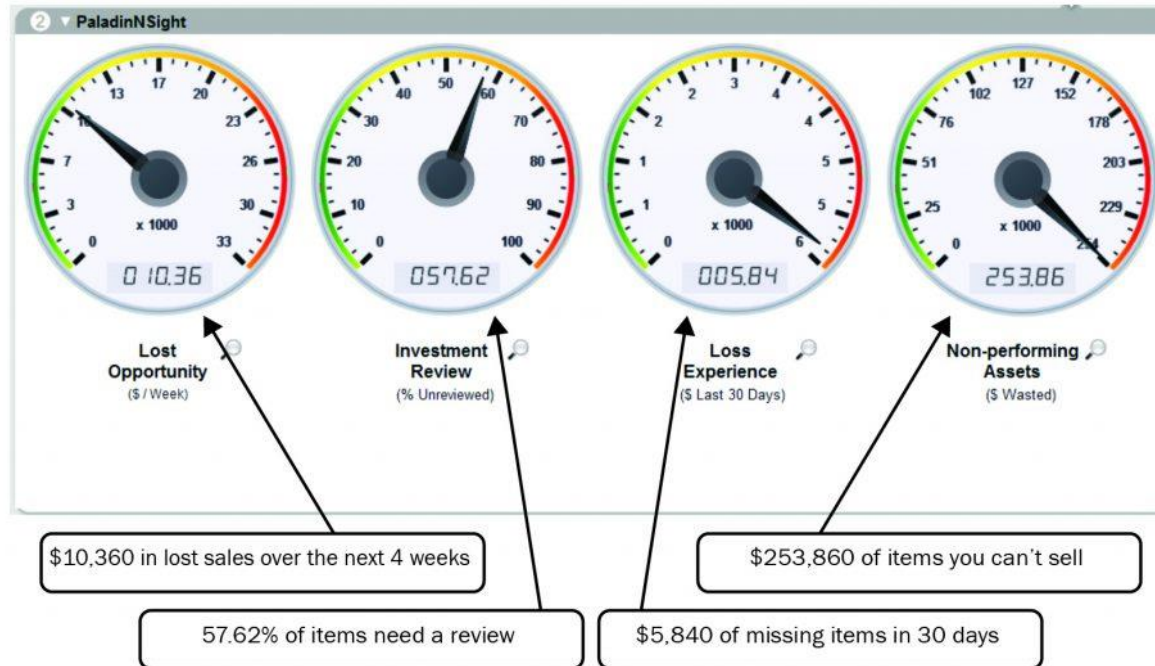 2 PaladinNSight
0 3 7 10 13 17 20 23 26 30 33
x 1000
010.36
Lost
Opportunity
($ / Week)
0 10 20 30 40 50 60 70 80 90 100
057.62
Investment
Review
(% Unreviewed)
0 1 1 2 2 3 4 4 5 5 6
x 1000
005.84
Loss
Experience
($ Last 30 Days)
0 25 51 76 102 127 152 178 203 229 254
x 1000
253.86
Non-performing
Assets
($ Wasted)
$10,360 in lost sales over the next 4 weeks
$253,860 of items you can't sell
57.62% of items need a review
$5,840 of missing items in 30 days